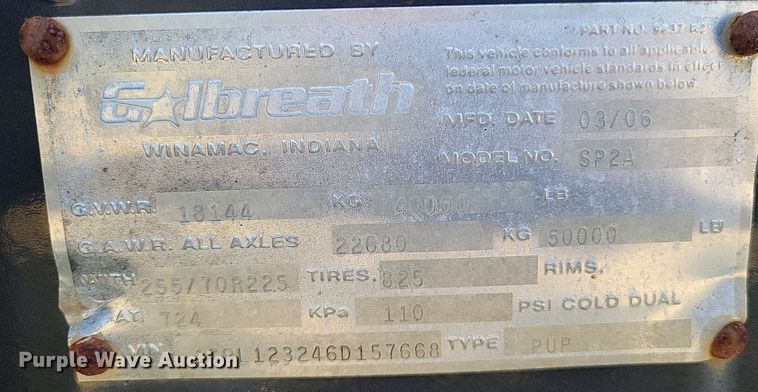 PART NO.
MANUFACTURED BY
This vehicle conforms to all applicable
federal motor vehicle standards in effect
on date of manufacture shown below
Galbreath
MFD. DATE 03/06
WINAMAC, INDIANA
MODEL NO. SP2A
G.V.W.R. 18144 KG 40000 LB
G.A.W.R. ALL AXLES 22680 KG 50000 LB
WITH 255/70R225 TIRES, 825 RIMS,
AT 724 KPa 110 PSI COLD DUAL
VIN L123246D157668 TYPE PUP
Purple Wave Auction